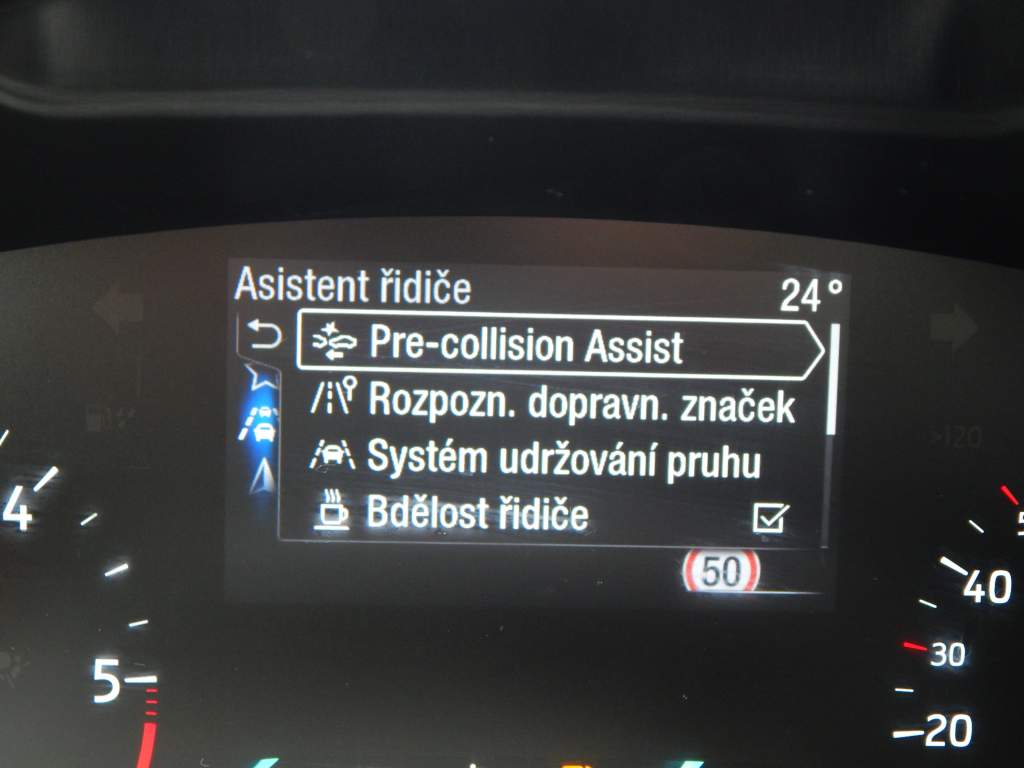 Asistent řidiče
24°
Pre-collision Assist
Rozpozn. dopravn. značek
Systém udržování pruhu
Bdělost řidiče
50
4
5
40
30
20
>120